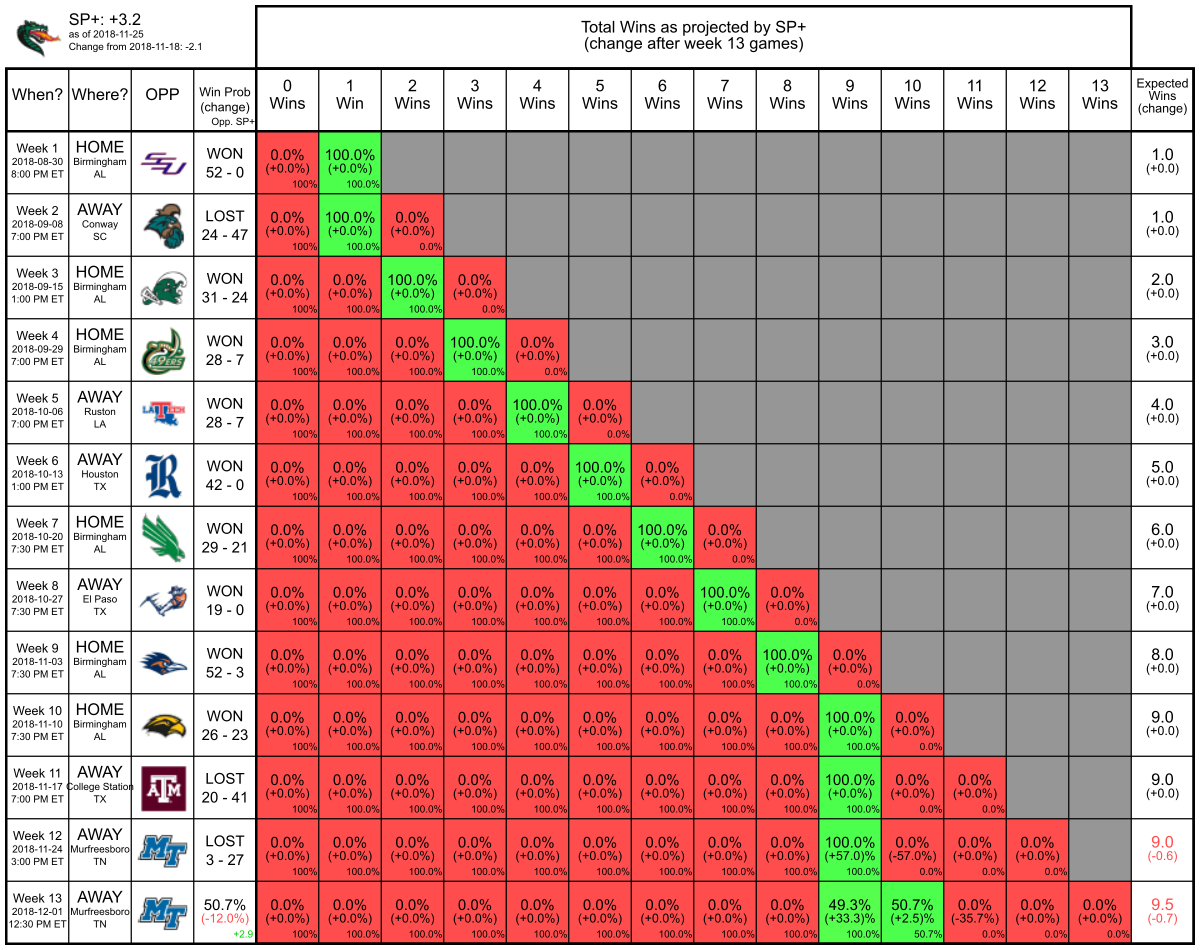 SP+: +3.2
as of 2018-11-25
Change from 2018-11-18: -2.1
Total Wins as projected by SP+
(change after week 13 games)
When? Where? OPP Win Prob (change) Opp. SP+ 0 Wins 1 Win 2 Wins 3 Wins 4 Wins 5 Wins 6 Wins 7 Wins 8 Wins 9 Wins 10 Wins 11 Wins 12 Wins 13 Wins Expected Wins (change)
Week 1 HOME WON 0.0% 100.0% 1.0
2018-08-30 Birmingham SSU 52 - 0 (+0.0%) (+0.0%) (+0.0)
8:00 PM ET AL 100% 100.0%
Week 2 AWAY LOST 0.0% 100.0% 0.0% 1.0
2018-09-08 Conway 24 - 47 (+0.0%) (+0.0%) (+0.0%) (+0.0)
7:00 PM ET SC 100% 100.0% 0.0%
Week 3 HOME WON 0.0% 0.0% 100.0% 0.0% 2.0
2018-09-15 Birmingham 31 - 24 (+0.0%) (+0.0%) (+0.0%) (+0.0%) (+0.0)
1:00 PM ET AL 100% 100.0% 100.0% 0.0%
Week 4 HOME WON 0.0% 0.0% 0.0% 100.0% 0.0% 3.0
2018-09-29 Birmingham 49ERS 28 - 7 (+0.0%) (+0.0%) (+0.0%) (+0.0%) (+0.0%) (+0.0)
7:00 PM ET AL 100% 100.0% 100.0% 100.0% 0.0%
Week 5 AWAY WON 0.0% 0.0% 0.0% 0.0% 100.0% 0.0% 4.0
2018-10-06 Ruston LA TECH 28 - 7 (+0.0%) (+0.0%) (+0.0%) (+0.0%) (+0.0%) (+0.0%) (+0.0)
7:00 PM ET LA 100% 100.0% 100.0% 100.0% 100.0% 0.0%
Week 6 AWAY WON 0.0% 0.0% 0.0% 0.0% 0.0% 100.0% 0.0% 5.0
2018-10-13 Houston R 42 - 0 (+0.0%) (+0.0%) (+0.0%) (+0.0%) (+0.0%) (+0.0%) (+0.0%) (+0.0)
1:00 PM ET TX 100% 100.0% 100.0% 100.0% 100.0% 100.0% 0.0%
Week 7 HOME WON 0.0% 0.0% 0.0% 0.0% 0.0% 0.0% 100.0% 0.0% 6.0
2018-10-20 Birmingham 29 - 21 (+0.0%) (+0.0%) (+0.0%) (+0.0%) (+0.0%) (+0.0%) (+0.0%) (+0.0%) (+0.0)
7:30 PM ET AL 100% 100.0% 100.0% 100.0% 100.0% 100.0% 100.0% 0.0%
Week 8 AWAY WON 0.0% 0.0% 0.0% 0.0% 0.0% 0.0% 0.0% 100.0% 0.0% 7.0
2018-10-27 El Paso 19 - 0 (+0.0%) (+0.0%) (+0.0%) (+0.0%) (+0.0%) (+0.0%) (+0.0%) (+0.0%) (+0.0%) (+0.0)
7:30 PM ET TX 100% 100.0% 100.0% 100.0% 100.0% 100.0% 100.0% 100.0% 0.0%
Week 9 HOME WON 0.0% 0.0% 0.0% 0.0% 0.0% 0.0% 0.0% 0.0% 100.0% 0.0% 8.0
2018-11-03 Birmingham 52 - 3 (+0.0%) (+0.0%) (+0.0%) (+0.0%) (+0.0%) (+0.0%) (+0.0%) (+0.0%) (+0.0%) (+0.0%) (+0.0)
7:30 PM ET AL 100% 100.0% 100.0% 100.0% 100.0% 100.0% 100.0% 100.0% 100.0% 0.0%
Week 10 HOME WON 0.0% 0.0% 0.0% 0.0% 0.0% 0.0% 0.0% 0.0% 0.0% 100.0% 0.0% 9.0
2018-11-10 Birmingham 26 - 23 (+0.0%) (+0.0%) (+0.0%) (+0.0%) (+0.0%) (+0.0%) (+0.0%) (+0.0%) (+0.0%) (+0.0%) (+0.0%) (+0.0)
7:30 PM ET AL 100% 100.0% 100.0% 100.0% 100.0% 100.0% 100.0% 100.0% 100.0% 100.0% 0.0%
Week 11 AWAY LOST 0.0% 0.0% 0.0% 0.0% 0.0% 0.0% 0.0% 0.0% 0.0% 100.0% 0.0% 0.0% 9.0
2018-11-17 College Station ATM 20 - 41 (+0.0%) (+0.0%) (+0.0%) (+0.0%) (+0.0%) (+0.0%) (+0.0%) (+0.0%) (+0.0%) (+0.0%) (+0.0%) (+0.0%) (+0.0)
7:00 PM ET TX 100% 100.0% 100.0% 100.0% 100.0% 100.0% 100.0% 100.0% 100.0% 100.0% 0.0% 0.0%
Week 12 AWAY LOST 0.0% 0.0% 0.0% 0.0% 0.0% 0.0% 0.0% 0.0% 0.0% 100.0% 0.0% 0.0% 0.0% 9.0
2018-11-24 Murfreesboro MT 3 - 27 (+0.0%) (+0.0%) (+0.0%) (+0.0%) (+0.0%) (+0.0%) (+0.0%) (+0.0%) (+0.0%) (+57.0)% (-57.0%) (+0.0%) (+0.0%) (-0.6)
3:00 PM ET TN 100% 100.0% 100.0% 100.0% 100.0% 100.0% 100.0% 100.0% 100.0% 100.0% 0.0% 0.0% 0.0%
Week 13 AWAY 50.7% 0.0% 0.0% 0.0% 0.0% 0.0% 0.0% 0.0% 0.0% 0.0% 49.3% 50.7% 0.0% 0.0% 0.0% 9.5
2018-12-01 Murfreesboro MT (-12.0%) (+0.0%) (+0.0%) (+0.0%) (+0.0%) (+0.0%) (+0.0%) (+0.0%) (+0.0%) (+0.0%) (+33.3)% (+2.5)% (-35.7%) (+0.0%) (+0.0%) (-0.7)
12:30 PM ET TN +2.9 100% 100.0% 100.0% 100.0% 100.0% 100.0% 100.0% 100.0% 100.0% 100.0% 50.7% 0.0% 0.0% 0.0%